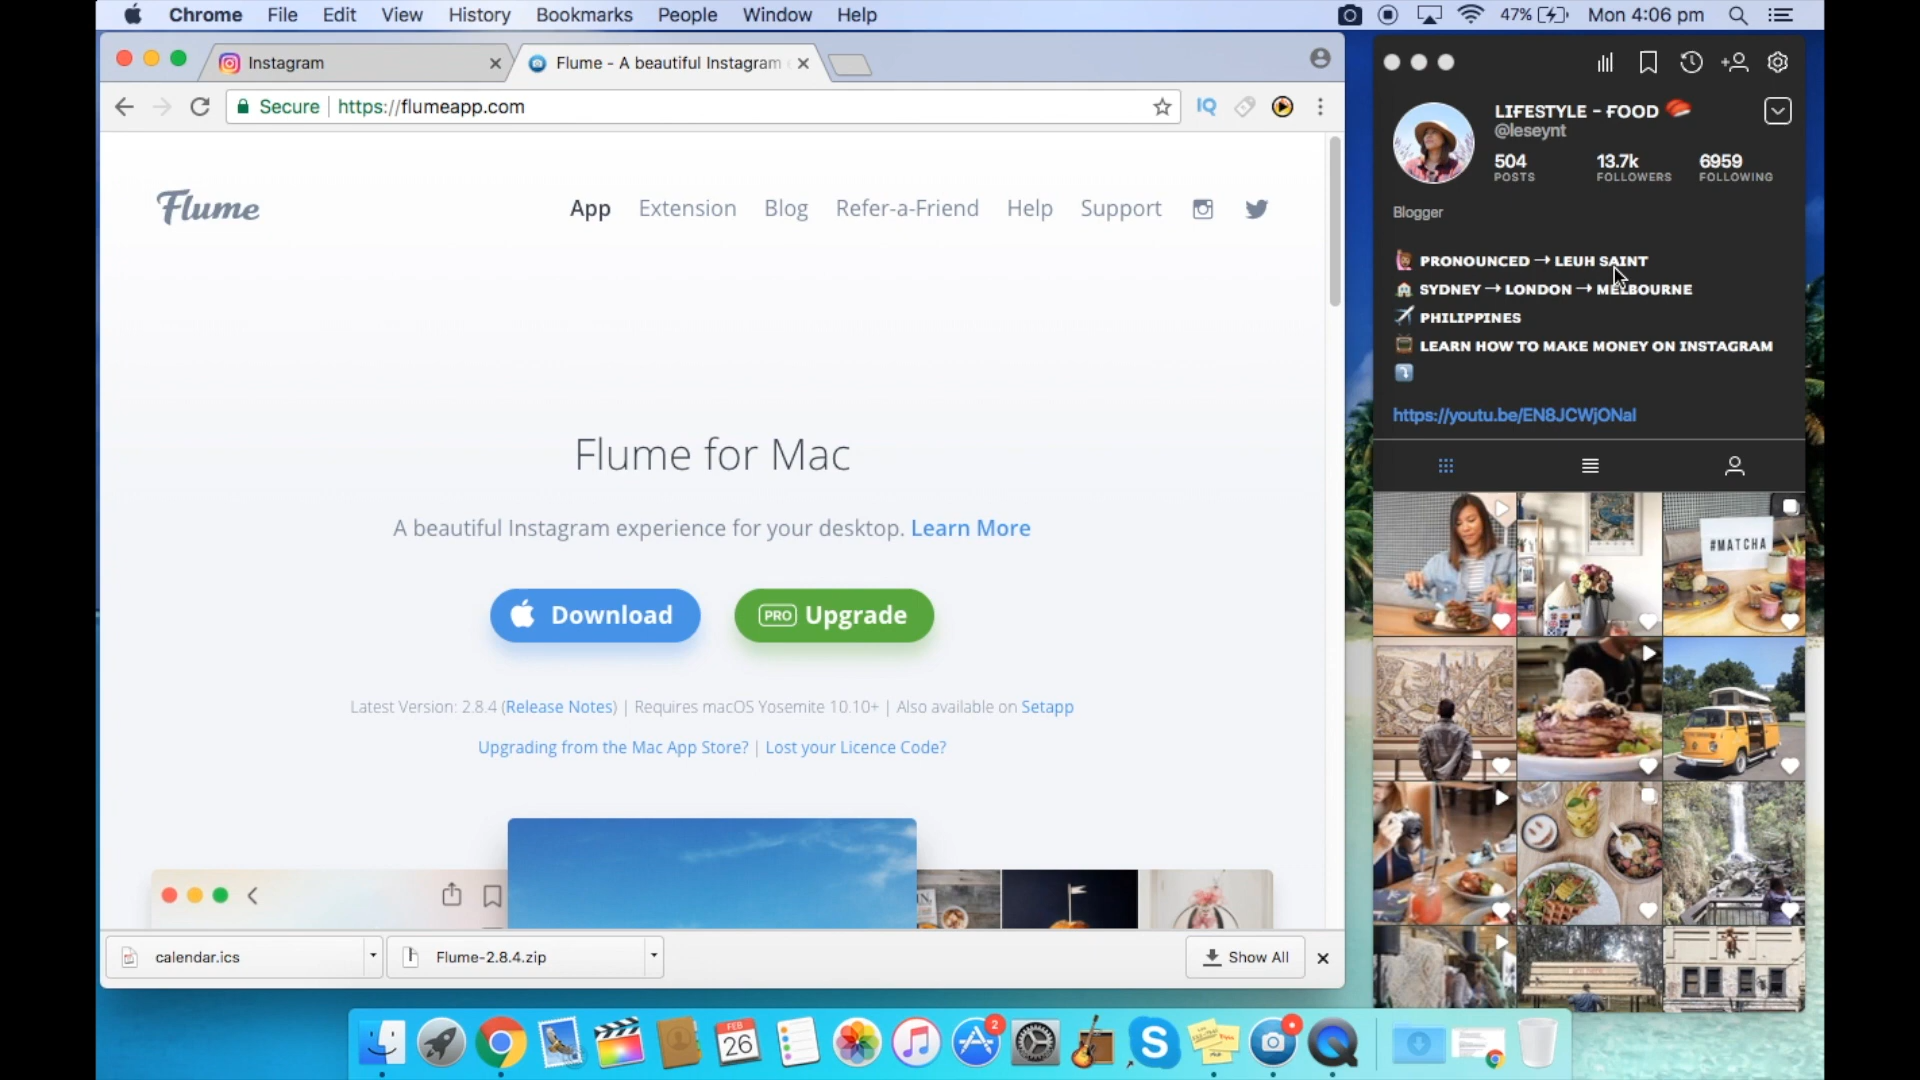 Chrome File Edit View History Bookmarks People Window Help
47% Mon 4:06 pm
Instagram
Flume - A beautiful Instagram
Secure https://flumeapp.com
IQ
Flume
App Extension Blog Refer-a-Friend Help Support
Flume for Mac
A beautiful Instagram experience for your desktop. Learn More
Download
PRO Upgrade
Latest Version: 2.8.4 (Release Notes) | Requires macOS Yosemite 10.10+ | Also available on Setapp
Upgrading from the Mac App Store? | Lost your Licence Code?
calendar.ics
Flume-2.8.4.zip
Show All
LIFESTYLE - FOOD
@leseynt
504 13.7k 6959
POSTS FOLLOWERS FOLLOWING
Blogger
PRONOUNCED → LEUH SAINT
SYDNEY → LONDON → MELBOURNE
PHILIPPINES
LEARN HOW TO MAKE MONEY ON INSTAGRAM
https://youtu.be/EN8JCWjONaI
#MATCHA
FEB
26
2